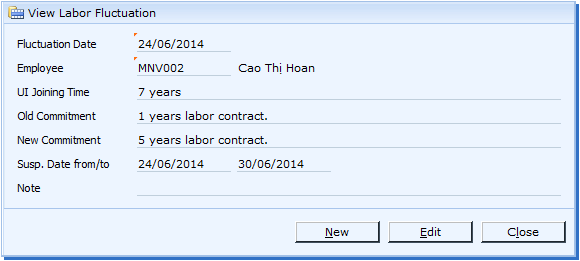 View Labor Fluctuation
Fluctuation Date 24/06/2014
Employee MNV002 Cao Thị Hoan
UI Joining Time 7 years
Old Commitment 1 years labor contract.
New Commitment 5 years labor contract.
Susp. Date from/to 24/06/2014 30/06/2014
Note
New Edit Close